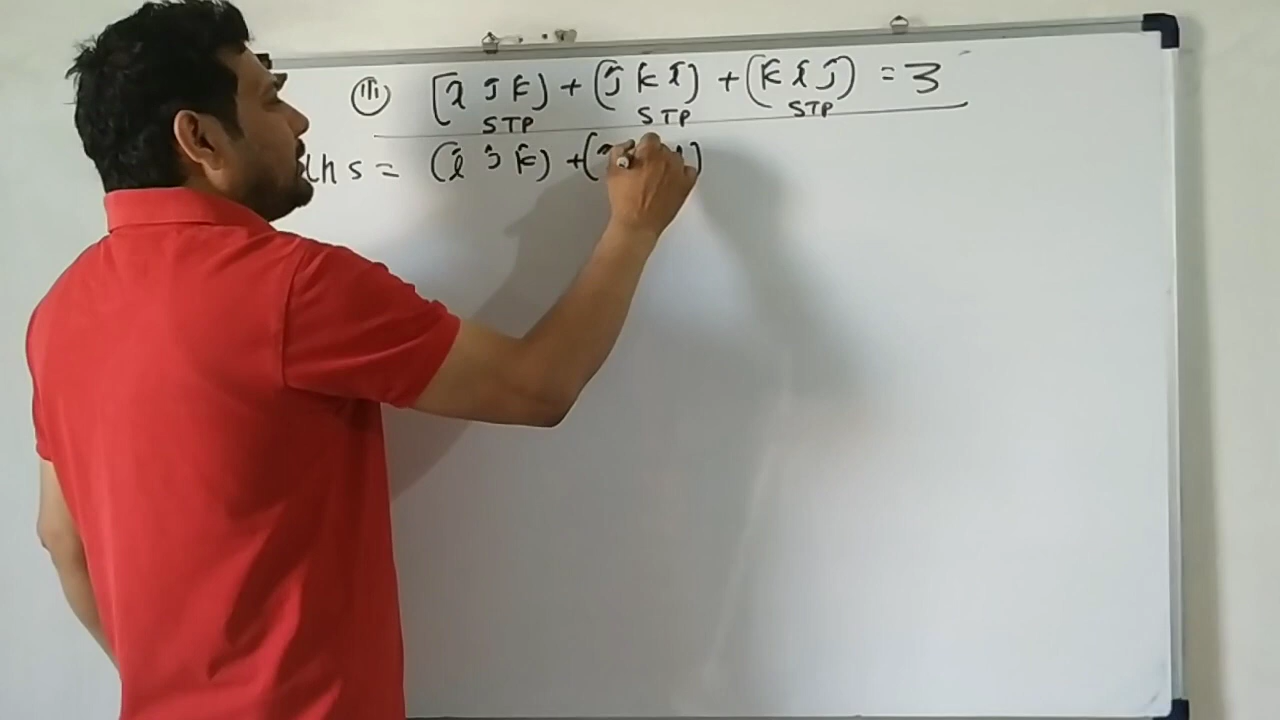 (iii) [î ĵ k̂) + (ĵ k̂ î) + (k̂ î ĵ) = 3
STP STP STP
lhs = (î ĵ k̂) + (